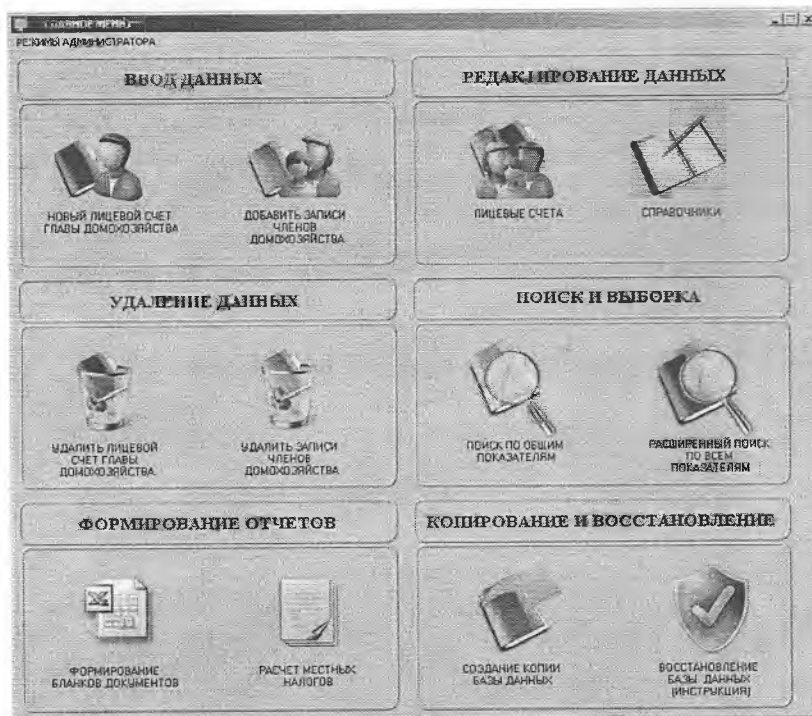 ГЛАВНОЕ МЕНЮ
РЕЖИМЫ АДМИНИСТРАТОРА
ВВОД ДАННЫХ
НОВЫЙ ЛИЦЕВОЙ СЧЕТ
ГЛАВЫ ДОМОХОЗЯЙСТВА
ДОБАВИТЬ ЗАПИСИ
ЧЛЕНОВ
ДОМОХОЗЯЙСТВА
РЕДАКТИРОВАНИЕ ДАННЫХ
ЛИЦЕВЫЕ СЧЕТА
СПРАВОЧНИКИ
УДАЛЕНИЕ ДАННЫХ
УДАЛИТЬ ЛИЦЕВОЙ
СЧЕТ ГЛАВЫ
ДОМОХОЗЯЙСТВА
УДАЛИТЬ ЗАПИСИ
ЧЛЕНОВ
ДОМОХОЗЯЙСТВА
ПОИСК И ВЫБОРКА
ПОИСК ПО ОБЩИМ
ПОКАЗАТЕЛЯМ
РАСШИРЕННЫЙ ПОИСК
ПО ВСЕМ
ПОКАЗАТЕЛЯМ
ФОРМИРОВАНИЕ ОТЧЕТОВ
ФОРМИРОВАНИЕ
БЛАНКОВ ДОКУМЕНТОВ
РАСЧЕТ МЕСТНЫХ
НАЛОГОВ
КОПИРОВАНИЕ И ВОССТАНОВЛЕНИЕ
СОЗДАНИЕ КОПИИ
БАЗЫ ДАННЫХ
ВОССТАНОВЛЕНИЕ
БАЗЫ ДАННЫХ
(ИНСТРУКЦИЯ)